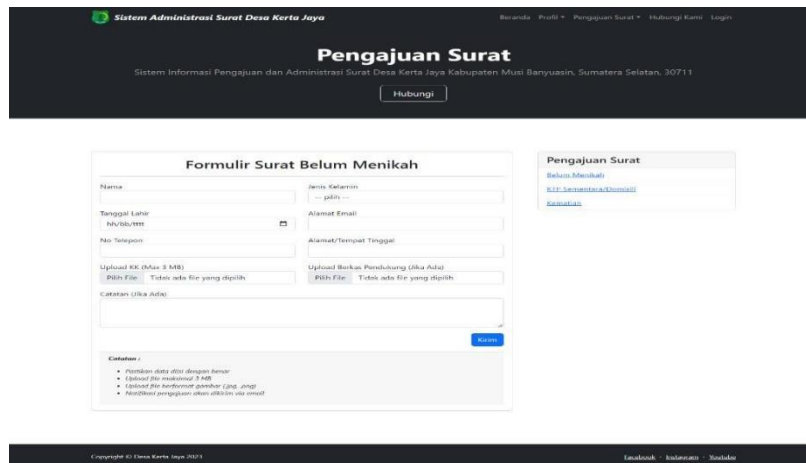 Sistem Administrasi Surat Desa Kerta Jaya
Beranda Profil Pengajuan Surat Hubungi Kami Login
Pengajuan Surat
Sistem Informasi Pengajuan dan Administrasi Surat Desa Kerta Jaya Kabupaten Musi Banyuasin, Sumatera Selatan, 30711
Hubungi
Formulir Surat Belum Menikah
Nama
Jenis Kelamin
-- pilih --
Tanggal Lahir
hh/bb/tttt
Alamat Email
No Telepon
Alamat/Tempat Tinggal
Upload KK (Max 3 MB)
Pilih File Tidak ada file yang dipilih
Upload Berkas Pendukung (Jika Ada)
Pilih File Tidak ada file yang dipilih
Catatan (Jika Ada)
Kirim
Catatan :
Pastikan data diisi dengan benar
Upload file maksimal 3 MB
Upload file berformat gambar (.jpg, .png)
Notifikasi pengajuan akan dikirim via email
Pengajuan Surat
Belum Menikah
KTP Sementara/Domisili
Kematian
Copyright © Desa Kerta Jaya 2023
Facebook - Instagram - Youtube